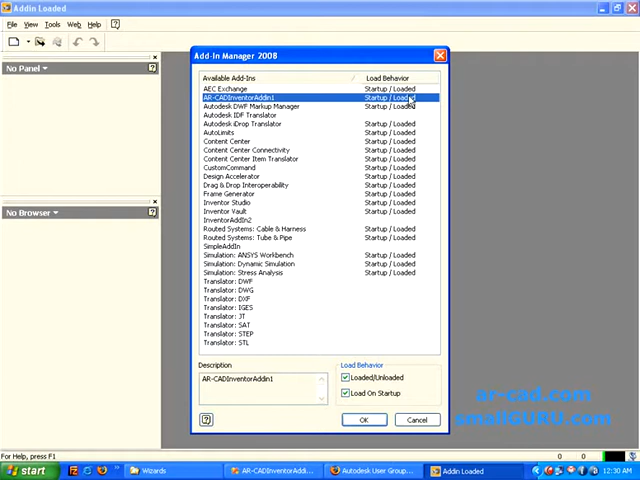 Addin Loaded
File View Tools Web Help
No Panel
No Browser
Add-In Manager 2008
Available Add-Ins / Load Behavior
AEC Exchange Startup / Loaded
AR-CADInventorAddin1 Startup / Loaded
Autodesk DWF Markup Manager Startup / Loaded
Autodesk IDF Translator
Autodesk iDrop Translator Startup / Loaded
AutoLimits Startup / Loaded
Content Center Startup / Loaded
Content Center Connectivity Startup / Loaded
Content Center Item Translator Startup / Loaded
CustomCommand Startup / Loaded
Design Accelerator Startup / Loaded
Drag & Drop Interoperability Startup / Loaded
Frame Generator Startup / Loaded
Inventor Studio Startup / Loaded
Inventor Vault Startup / Loaded
InventorAddIn2
Routed Systems: Cable & Harness Startup / Loaded
Routed Systems: Tube & Pipe Startup / Loaded
SimpleAddIn
Simulation: ANSYS Workbench Startup / Loaded
Simulation: Dynamic Simulation Startup / Loaded
Simulation: Stress Analysis Startup / Loaded
Translator: DWF
Translator: DWG
Translator: DXF
Translator: IGES
Translator: JT
Translator: SAT
Translator: STEP
Translator: STL
Description
AR-CADInventorAddin1
Load Behavior
Loaded/Unloaded
Load On Startup
OK Cancel
ar-cad.com
smallGURU.com
For Help, press F1 0 0
start Wizards AR-CADInventorAddI... Autodesk User Group... Addin Loaded 12:30 AM